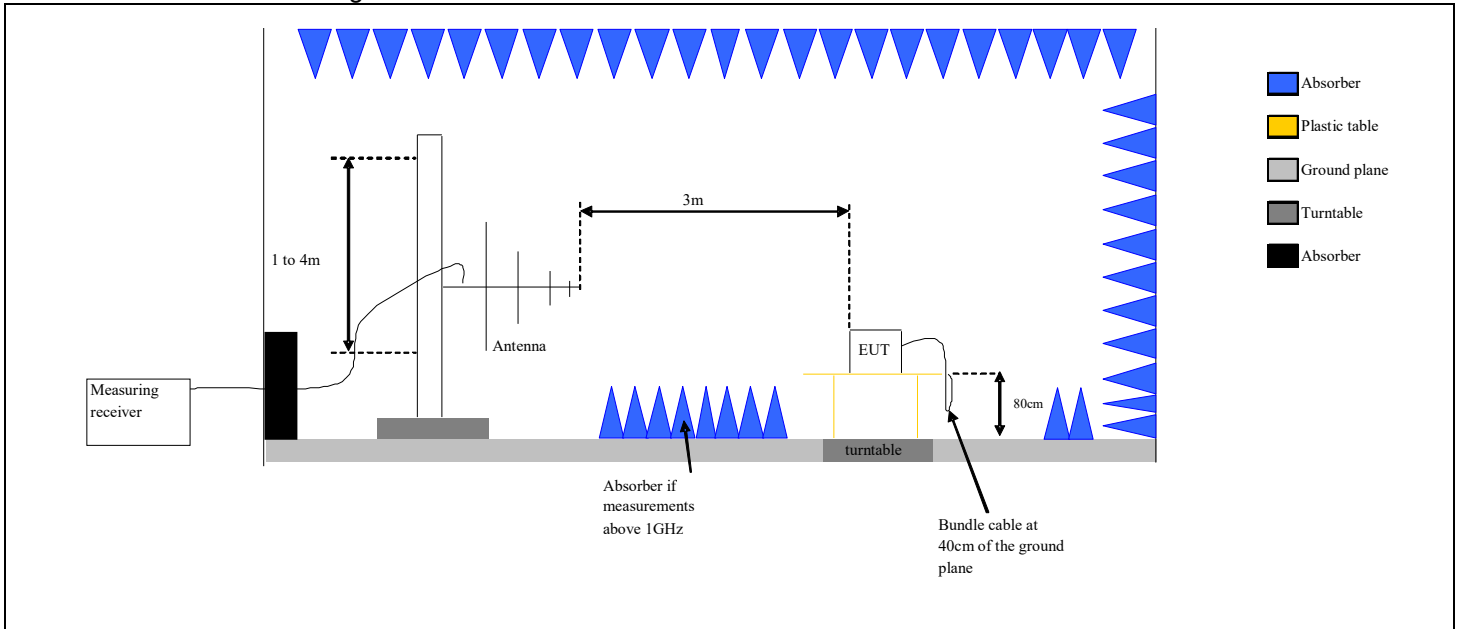 Absorber
Plastic table
Ground plane
Turntable
Absorber
3m
1 to 4m
Antenna
EUT
Measuring
receiver
80cm
turntable
Absorber if
measurements
above 1GHz
Bundle cable at
40cm of the ground
plane